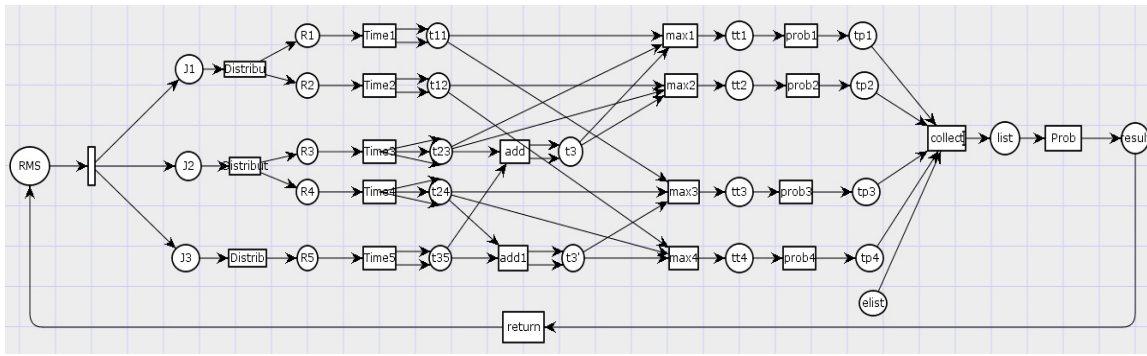 R1 Time1 t11 max1 tt1 prob1 tp1
J1 Distribu
R2 Time2 t12 max2 tt2 prob2 tp2
collect list Prob result
R3 Time3 t23 add t3
RMS J2 Distribut
R4 Time4 t24 max3 tt3 prob3 tp3
J3 Distrib R5 Time5 t35 add1 t3' max4 tt4 prob4 tp4
elist
return